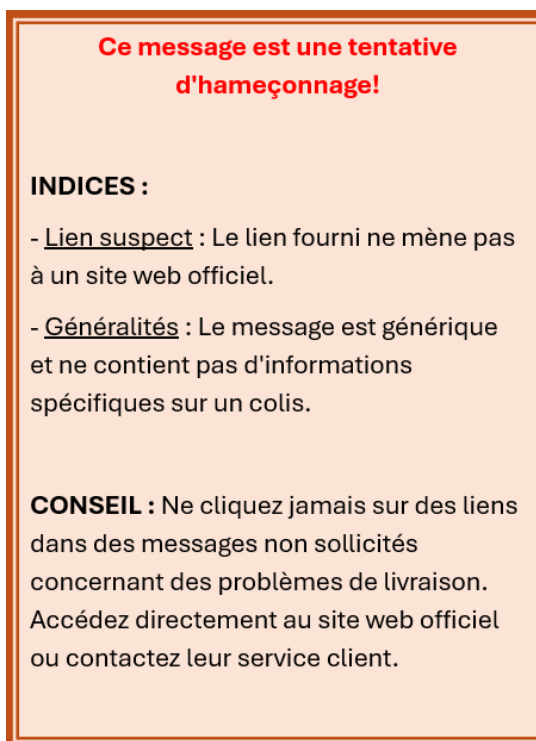 Ce message est une tentative
d'hameçonnage!
INDICES :
- Lien suspect : Le lien fourni ne mène pas
à un site web officiel.
- Généralités : Le message est générique
et ne contient pas d'informations
spécifiques sur un colis.
CONSEIL : Ne cliquez jamais sur des liens
dans des messages non sollicités
concernant des problèmes de livraison.
Accédez directement au site web officiel
ou contactez leur service client.